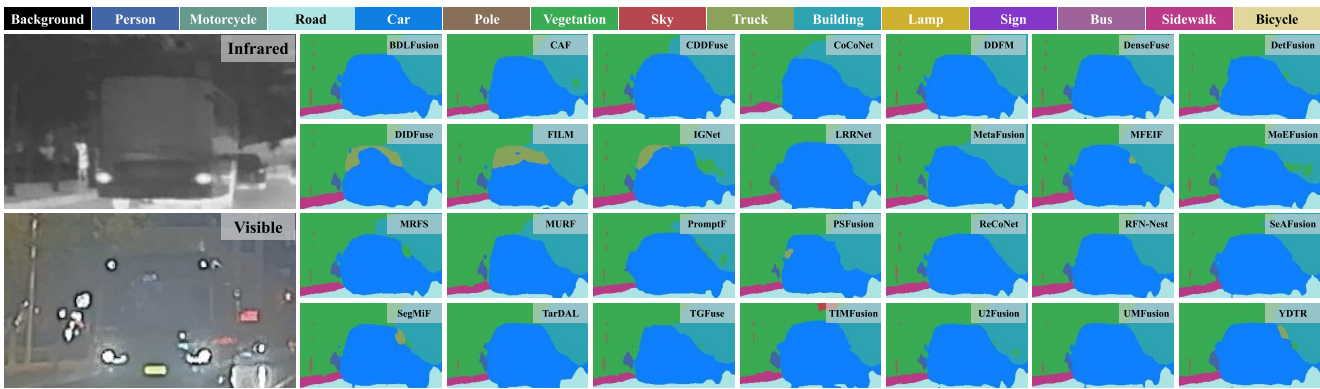 Background Person Motorcycle Road Car Pole Vegetation Sky Truck Building Lamp Sign Bus Sidewalk Bicycle
Infrared BDLFusion CAF CDDFuse CoCoNet DDFM DenseFuse DetFusion
DIDFuse FILM IGNet LRRNet MetaFusion MFEIF MoEFusion
Visible MRFS MURF PromptF PSFusion ReCoNet RFN-Nest SeAFusion
SegMiF TarDAL TGFuse TIMFusion U2Fusion UMFusion YDTR